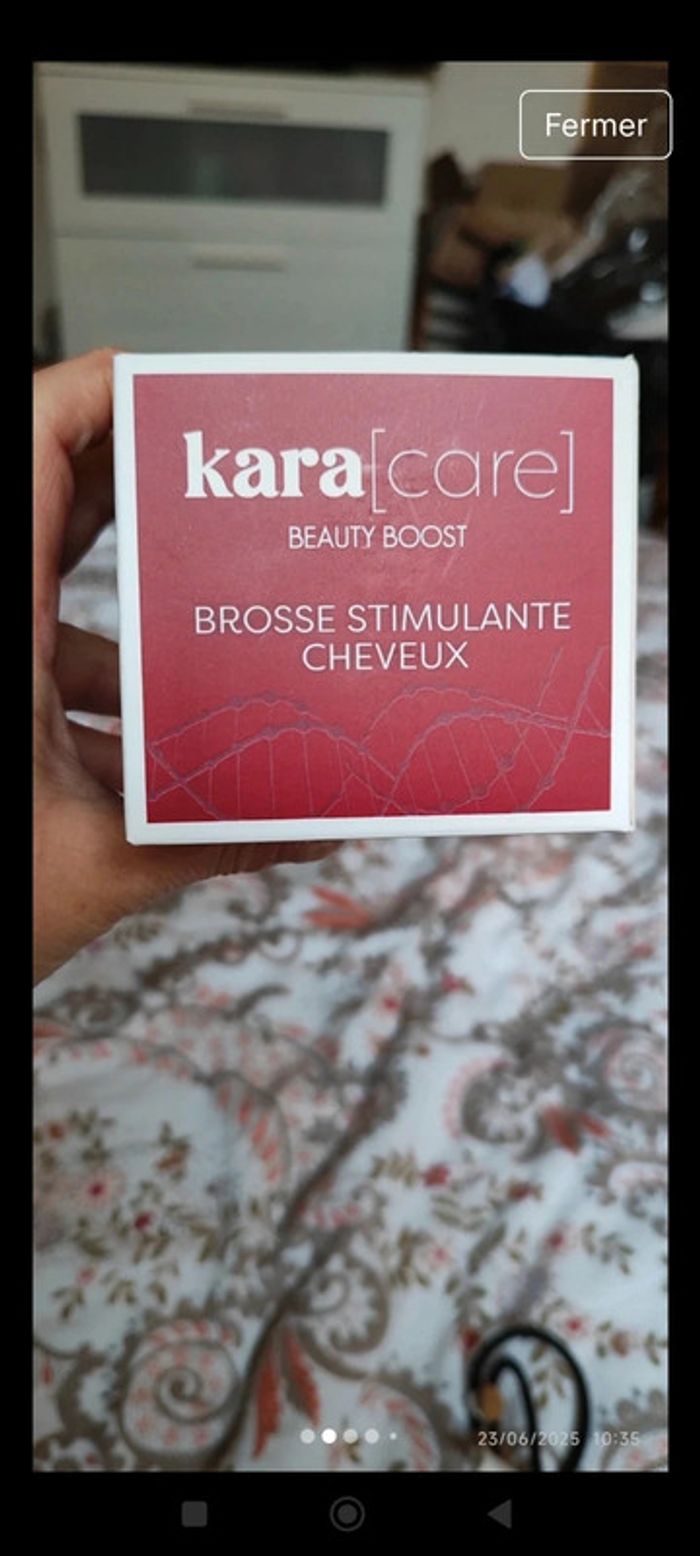 Fermer
kara[care]
BEAUTY BOOST
BROSSE STIMULANTE
CHEVEUX
23/06/2025 10:35